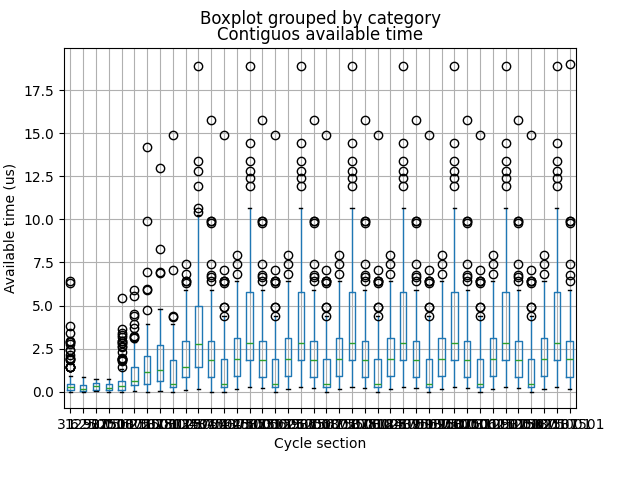 Boxplot grouped by category
Contiguos available time
Available time (us)
17.5
15.0
12.5
10.0
7.5
5.0
2.5
0.0
Cycle section